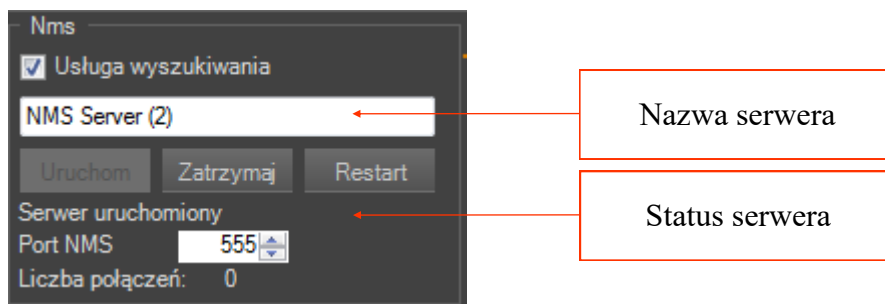 Nms
Usługa wyszukiwania
NMS Server (2)
Nazwa serwera
Uruchom Zatrzymaj Restart
Serwer uruchomiony
Status serwera
Port NMS 555
Liczba połączeń: 0